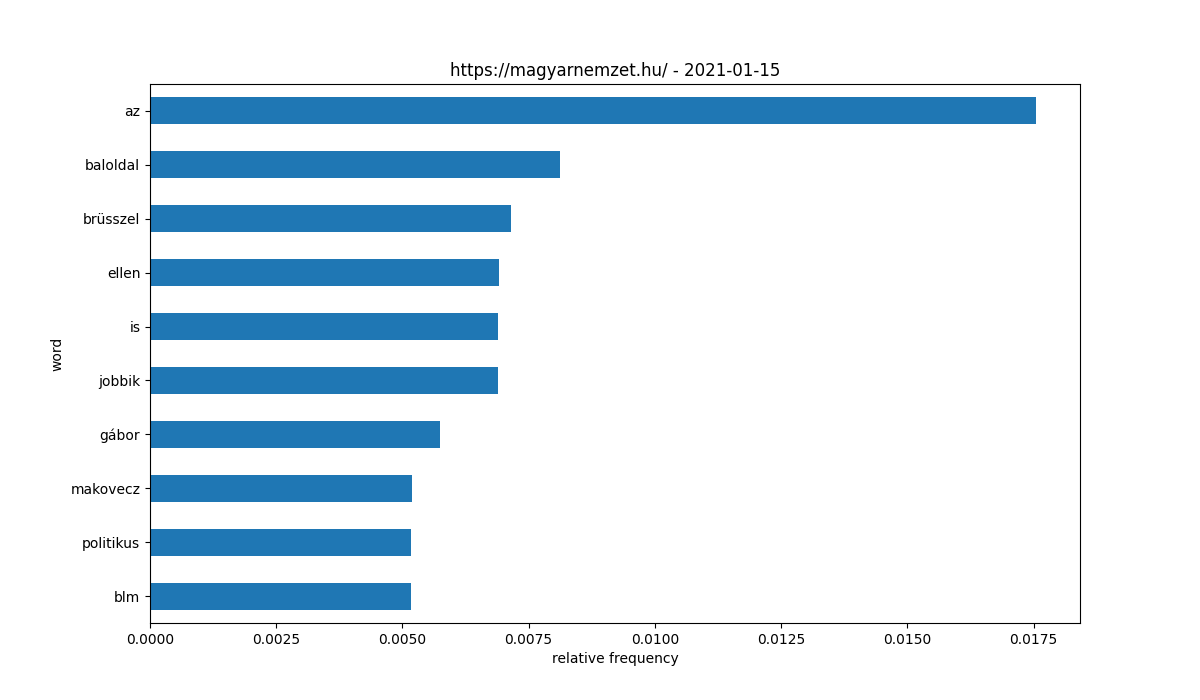 https://magyarnemzet.hu/ - 2021-01-15
word
az
baloldal
brüsszel
ellen
is
jobbik
gábor
makovecz
politikus
blm
0.0000 0.0025 0.0050 0.0075 0.0100 0.0125 0.0150 0.0175
relative frequency